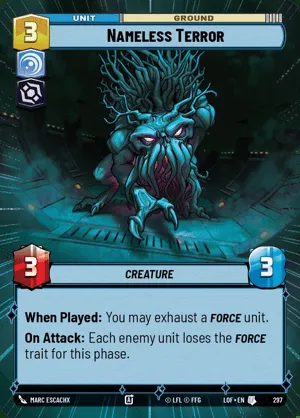 UNIT GROUND
3 NAMELESS TERROR
3 CREATURE 3
When Played: You may exhaust a FORCE unit.
On Attack: Each enemy unit loses the FORCE
trait for this phase.
MARC ESCACHX © LFL © FFG LOF • EN 297